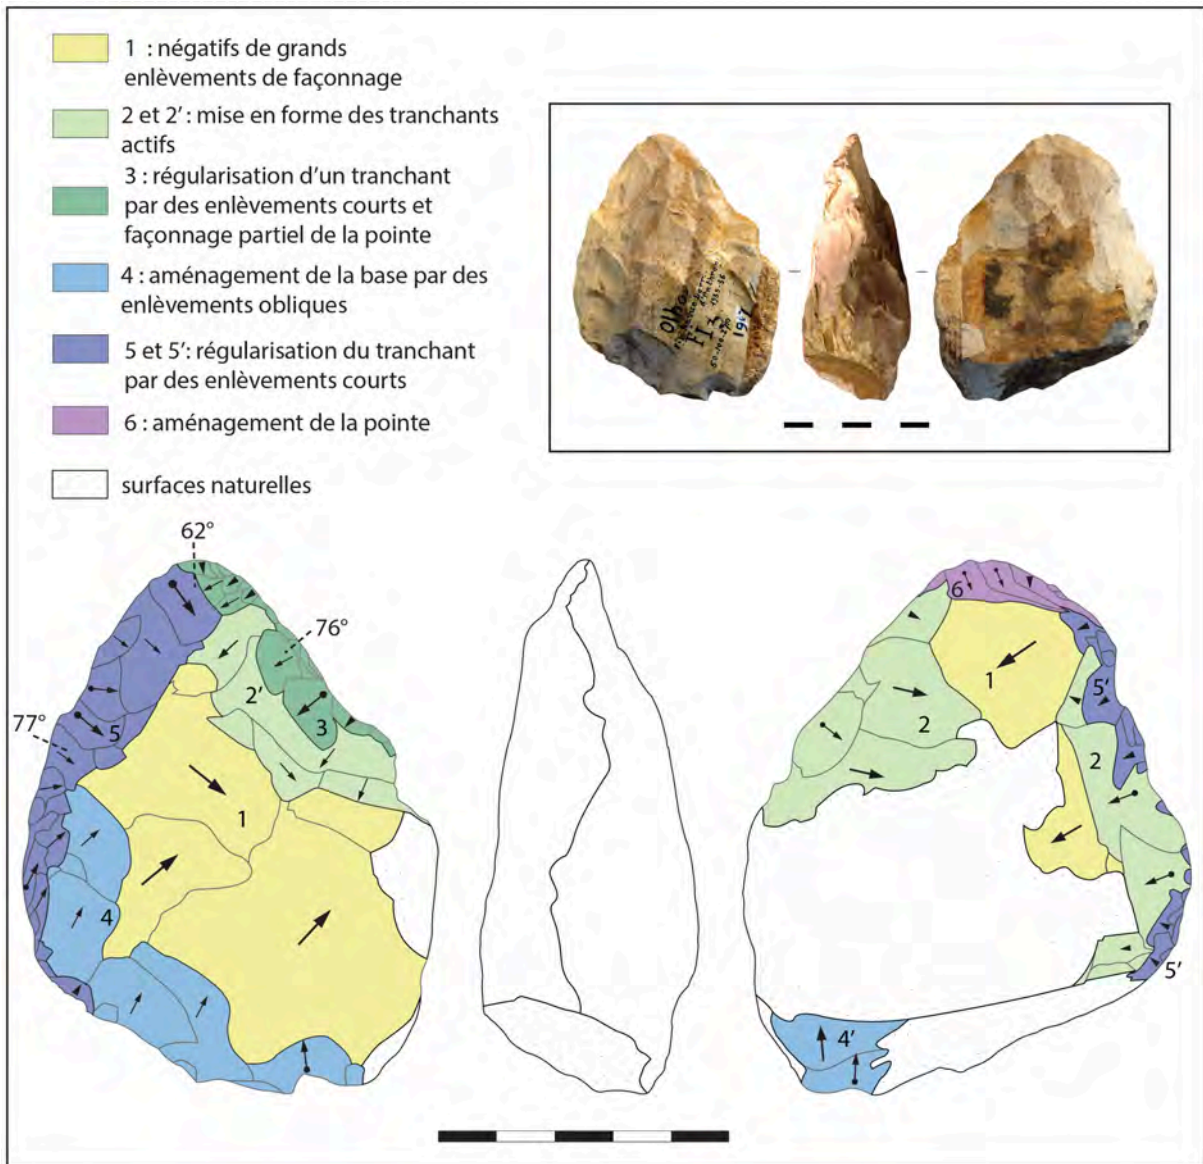 1 : négatifs de grands
enlèvements de façonnage
2 et 2' : mise en forme des tranchants
actifs
3 : régularisation d'un tranchant
par des enlèvements courts et
façonnage partiel de la pointe
4 : aménagement de la base par des
enlèvements obliques
5 et 5': régularisation du tranchant
par des enlèvements courts
6 : aménagement de la pointe
surfaces naturelles
1967
62°
76°
77°
2'
3
5
1
4
6
1
5'
2
2
5'
4'